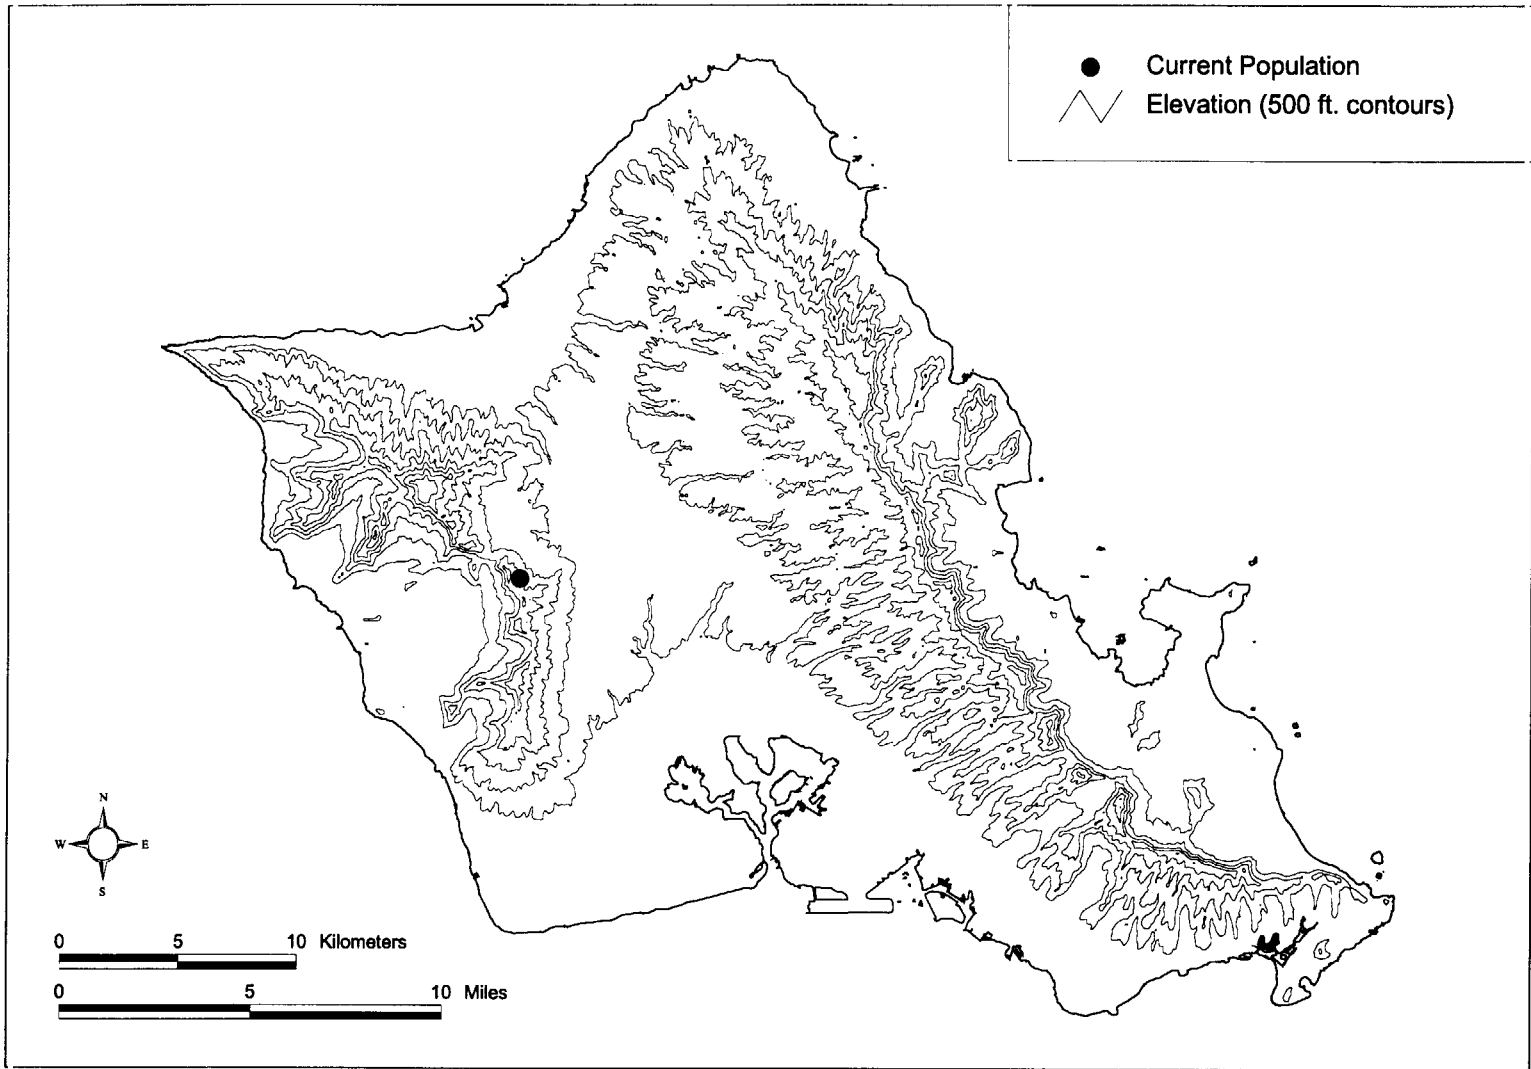 Current Population
Elevation (500 ft. contours)
N
W E
S
0 5 10 Kilometers
0 5 10 Miles